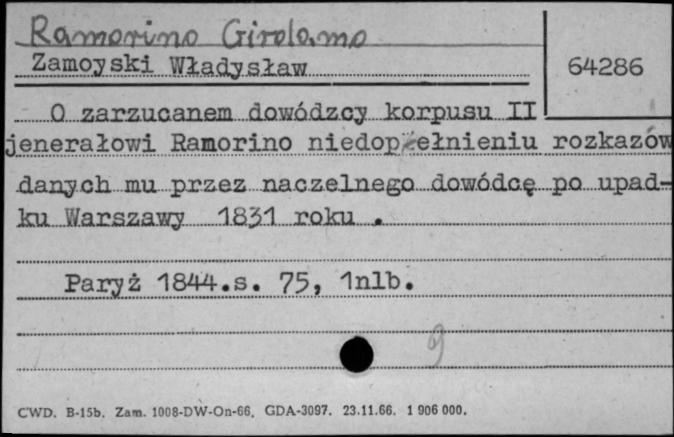 Ramorino Girolamo
Zamoyski Władysław
64286
O zarzucanem dowódzcy korpusu II
jenerałowi Ramorino niedopełnieniu rozkazów
danych mu przez naczelnego dowódcę po upad-
ku Warszawy 1831 roku .
Paryż 1844.s. 75, 1nlb.
9
CWD. B-15b. Zam. 1008-DW-On-66. GDA-3097. 23.11.66. 1 906 000.